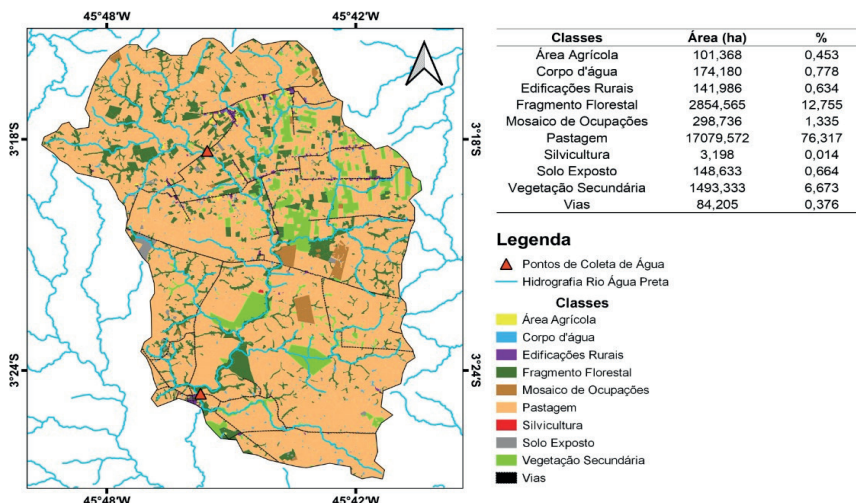 45°48'W 45°42'W
3°18'S 3°18'S
3°24'S 3°24'S
45°48'W 45°42'W
Classes Área (ha) %
Área Agrícola 101,368 0,453
Corpo d'água 174,180 0,778
Edificações Rurais 141,986 0,634
Fragmento Florestal 2854,565 12,755
Mosaico de Ocupações 298,736 1,335
Pastagem 17079,572 76,317
Silvicultura 3,198 0,014
Solo Exposto 148,633 0,664
Vegetação Secundária 1493,333 6,673
Vias 84,205 0,376
Legenda
Pontos de Coleta de Água
Hidrografia Rio Água Preta
Classes
Área Agrícola
Corpo d'água
Edificações Rurais
Fragmento Florestal
Mosaico de Ocupações
Pastagem
Silvicultura
Solo Exposto
Vegetação Secundária
Vias